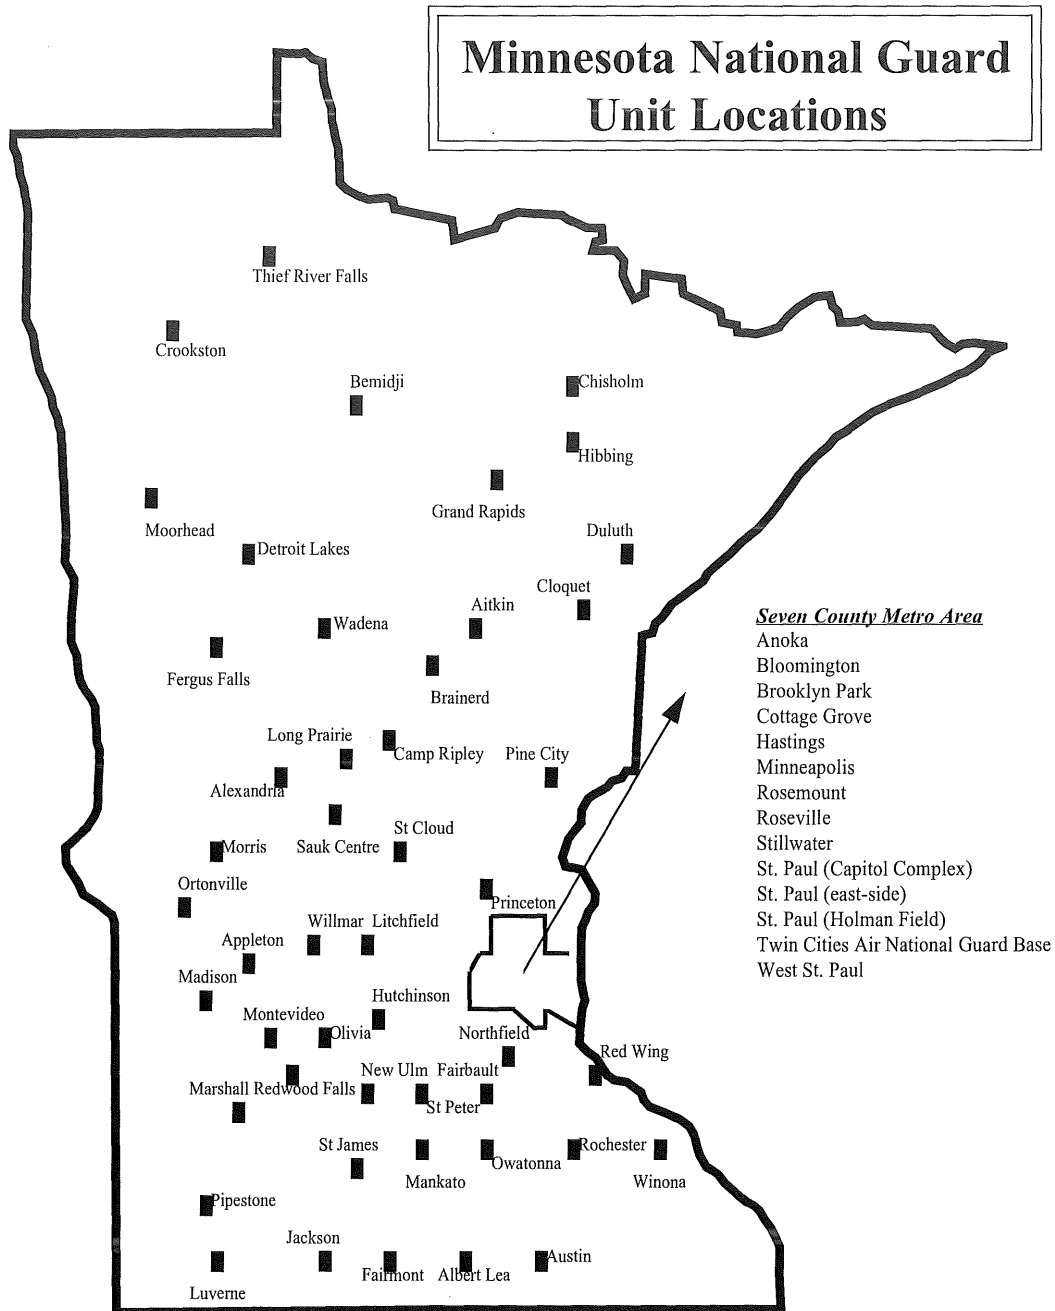 Minnesota National Guard
Unit Locations
Thief River Falls
Crookston
Bemidji
Chisholm
Hibbing
Grand Rapids
Moorhead
Duluth
Detroit Lakes
Cloquet
Aitkin
Wadena
Fergus Falls
Brainerd
Long Prairie
Camp Ripley
Pine City
Alexandria
St Cloud
Morris
Sauk Centre
Ortonville
Princeton
Willmar
Litchfield
Appleton
Madison
Hutchinson
Montevideo
Olivia
Northfield
Red Wing
New Ulm
Fairbault
Marshall
Redwood Falls
St Peter
St James
Rochester
Owatonna
Mankato
Winona
Pipestone
Jackson
Austin
Fairmont
Albert Lea
Luverne
Seven County Metro Area
Anoka
Bloomington
Brooklyn Park
Cottage Grove
Hastings
Minneapolis
Rosemount
Roseville
Stillwater
St. Paul (Capitol Complex)
St. Paul (east-side)
St. Paul (Holman Field)
Twin Cities Air National Guard Base
West St. Paul